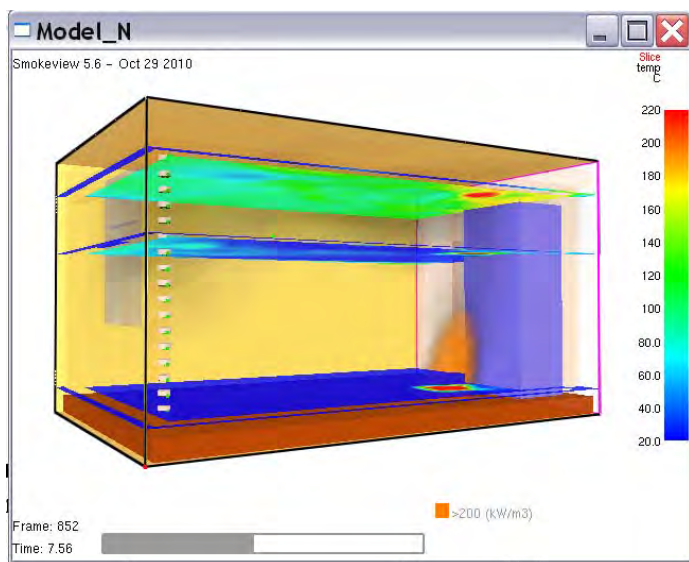 Model_N
Smokeview 5.6 - Oct 29 2010
Slice
temp
C
220
200
180
160
140
120
100
80.0
60.0
40.0
20.0
>200 (kW/m3)
Frame: 852
Time: 7.56